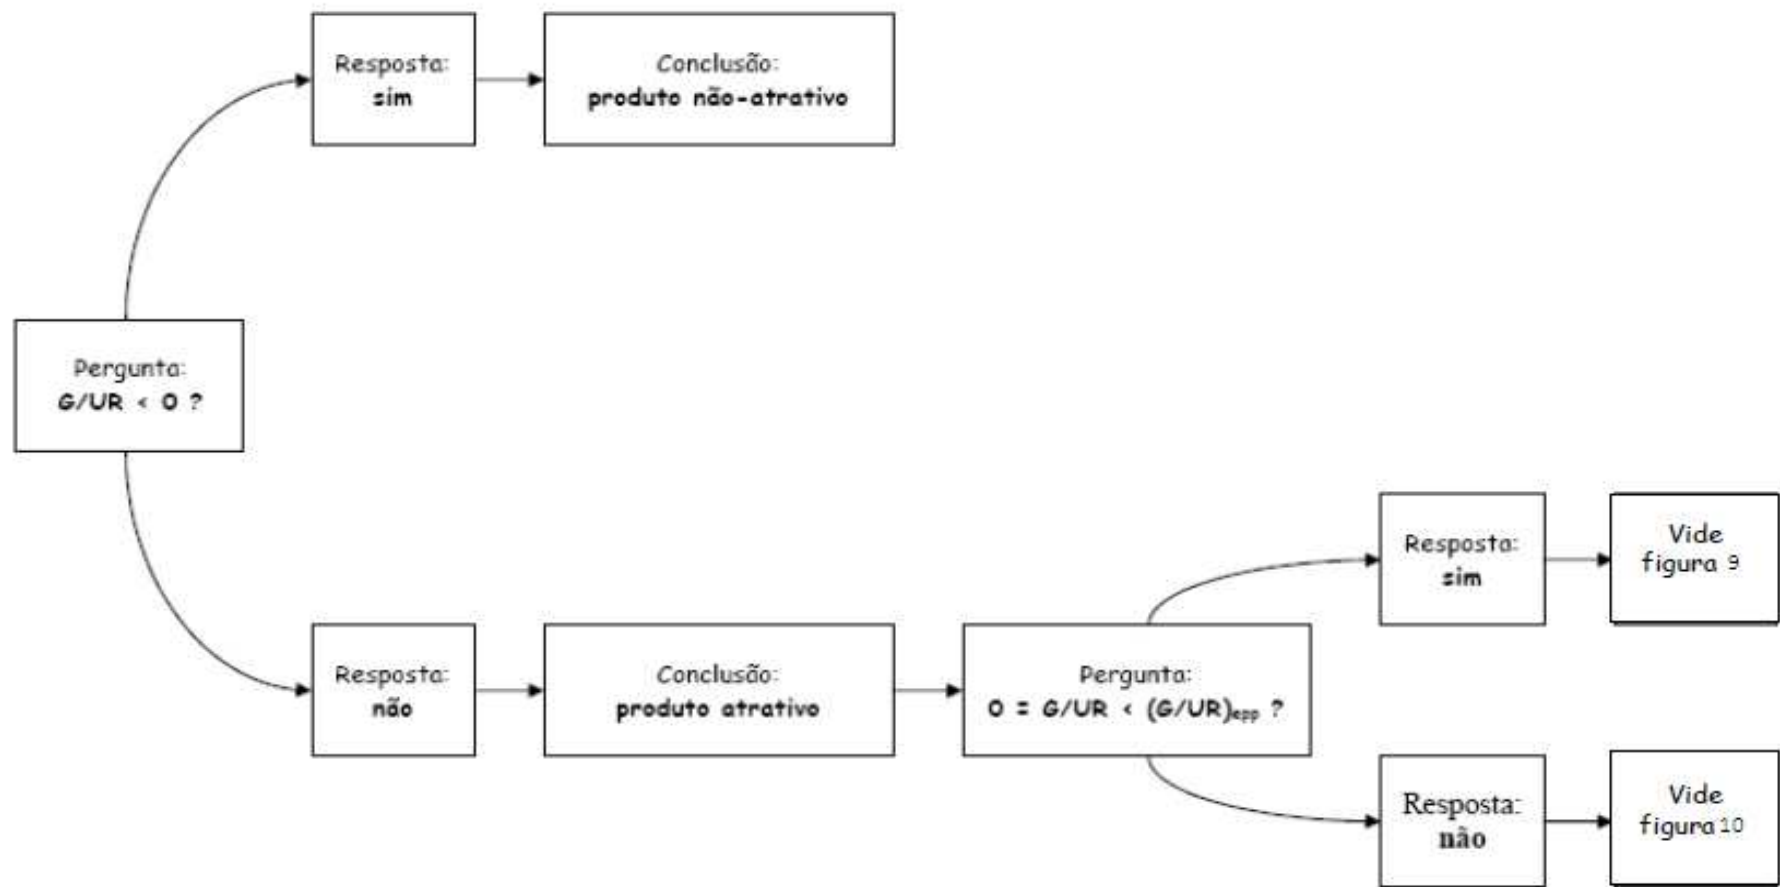 Resposta:
sim
Conclusão:
produto não-atrativo
Pergunta:
G/UR < 0 ?
Resposta:
não
Conclusão:
produto atrativo
Pergunta:
0 = G/UR < (G/UR)epp ?
Resposta:
sim
Vide
figura 9
Resposta:
não
Vide
figura 10